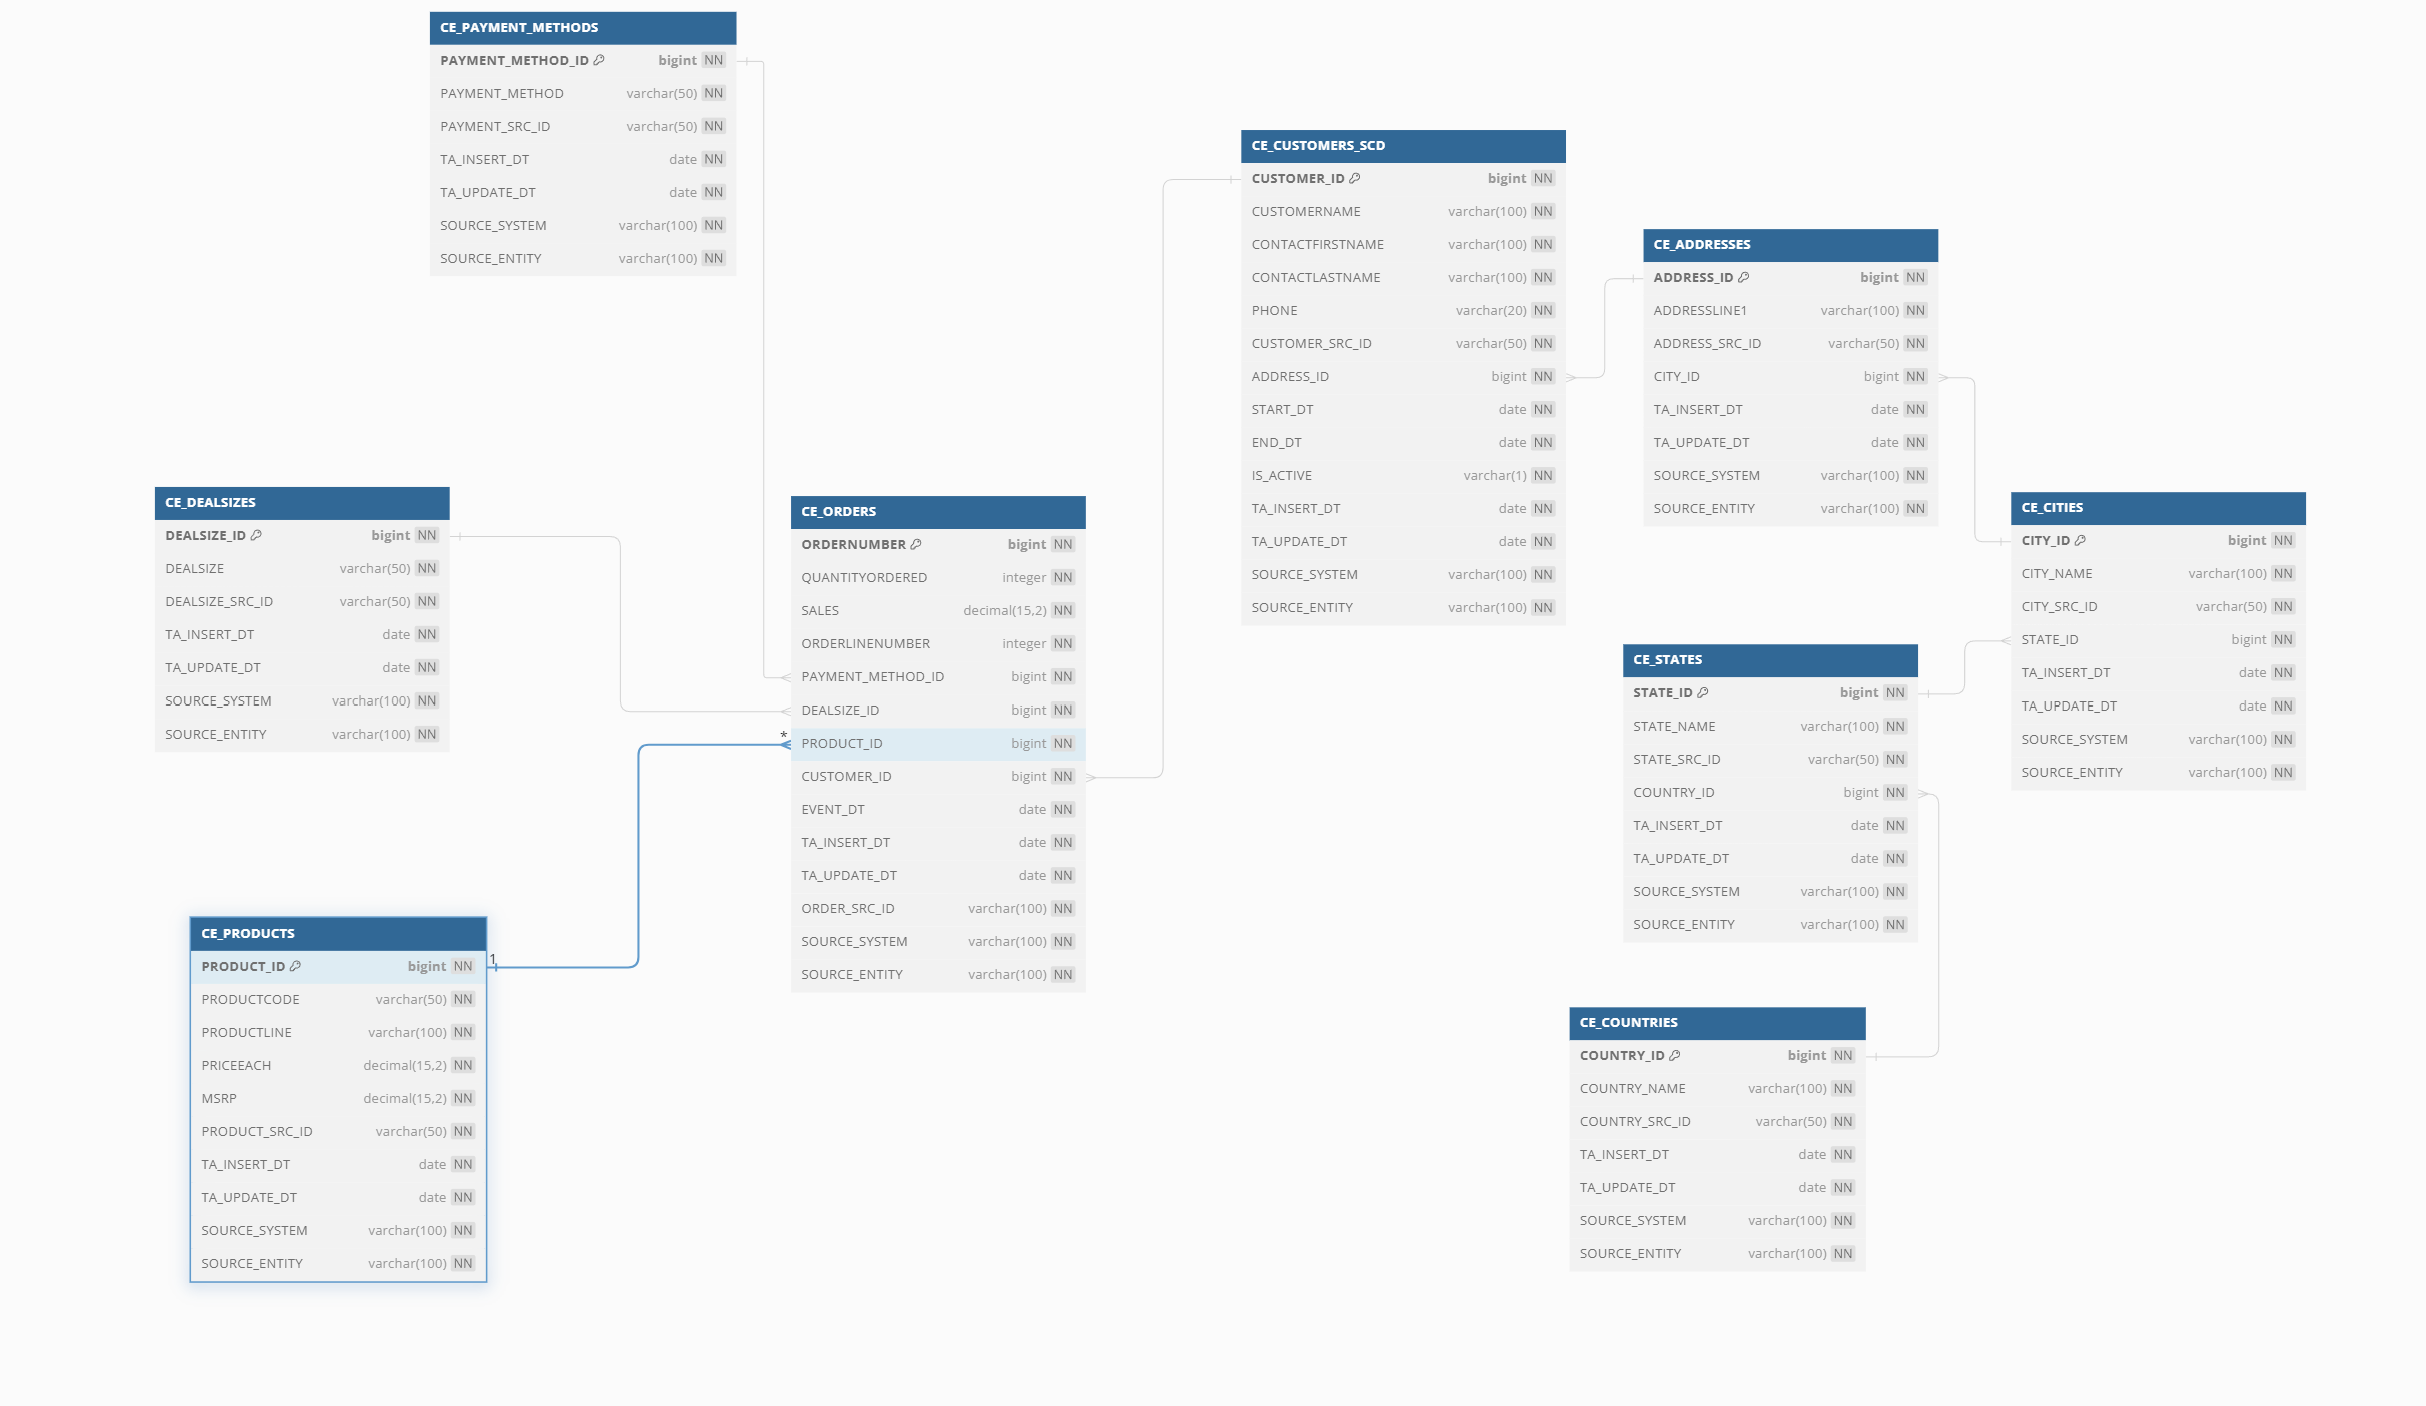 CE_PAYMENT_METHODS
PAYMENT_METHOD_ID bigint NN
PAYMENT_METHOD varchar(50) NN
PAYMENT_SRC_ID varchar(50) NN
TA_INSERT_DT date NN
TA_UPDATE_DT date NN
SOURCE_SYSTEM varchar(100) NN
SOURCE_ENTITY varchar(100) NN
CE_DEALSIZES
DEALSIZE_ID bigint NN
DEALSIZE varchar(50) NN
DEALSIZE_SRC_ID varchar(50) NN
TA_INSERT_DT date NN
TA_UPDATE_DT date NN
SOURCE_SYSTEM varchar(100) NN
SOURCE_ENTITY varchar(100) NN
CE_PRODUCTS
PRODUCT_ID bigint NN
PRODUCTCODE varchar(50) NN
PRODUCTLINE varchar(100) NN
PRICEEACH decimal(15,2) NN
MSRP decimal(15,2) NN
PRODUCT_SRC_ID varchar(50) NN
TA_INSERT_DT date NN
TA_UPDATE_DT date NN
SOURCE_SYSTEM varchar(100) NN
SOURCE_ENTITY varchar(100) NN
1
*
CE_ORDERS
ORDERNUMBER bigint NN
QUANTITYORDERED integer NN
SALES decimal(15,2) NN
ORDERLINENUMBER integer NN
PAYMENT_METHOD_ID bigint NN
DEALSIZE_ID bigint NN
PRODUCT_ID bigint NN
CUSTOMER_ID bigint NN
EVENT_DT date NN
TA_INSERT_DT date NN
TA_UPDATE_DT date NN
ORDER_SRC_ID varchar(100) NN
SOURCE_SYSTEM varchar(100) NN
SOURCE_ENTITY varchar(100) NN
CE_CUSTOMERS_SCD
CUSTOMER_ID bigint NN
CUSTOMERNAME varchar(100) NN
CONTACTFIRSTNAME varchar(100) NN
CONTACTLASTNAME varchar(100) NN
PHONE varchar(20) NN
CUSTOMER_SRC_ID varchar(50) NN
ADDRESS_ID bigint NN
START_DT date NN
END_DT date NN
IS_ACTIVE varchar(1) NN
TA_INSERT_DT date NN
TA_UPDATE_DT date NN
SOURCE_SYSTEM varchar(100) NN
SOURCE_ENTITY varchar(100) NN
CE_ADDRESSES
ADDRESS_ID bigint NN
ADDRESSLINE1 varchar(100) NN
ADDRESS_SRC_ID varchar(50) NN
CITY_ID bigint NN
TA_INSERT_DT date NN
TA_UPDATE_DT date NN
SOURCE_SYSTEM varchar(100) NN
SOURCE_ENTITY varchar(100) NN
CE_CITIES
CITY_ID bigint NN
CITY_NAME varchar(100) NN
CITY_SRC_ID varchar(50) NN
STATE_ID bigint NN
TA_INSERT_DT date NN
TA_UPDATE_DT date NN
SOURCE_SYSTEM varchar(100) NN
SOURCE_ENTITY varchar(100) NN
CE_STATES
STATE_ID bigint NN
STATE_NAME varchar(100) NN
STATE_SRC_ID varchar(50) NN
COUNTRY_ID bigint NN
TA_INSERT_DT date NN
TA_UPDATE_DT date NN
SOURCE_SYSTEM varchar(100) NN
SOURCE_ENTITY varchar(100) NN
CE_COUNTRIES
COUNTRY_ID bigint NN
COUNTRY_NAME varchar(100) NN
COUNTRY_SRC_ID varchar(50) NN
TA_INSERT_DT date NN
TA_UPDATE_DT date NN
SOURCE_SYSTEM varchar(100) NN
SOURCE_ENTITY varchar(100) NN